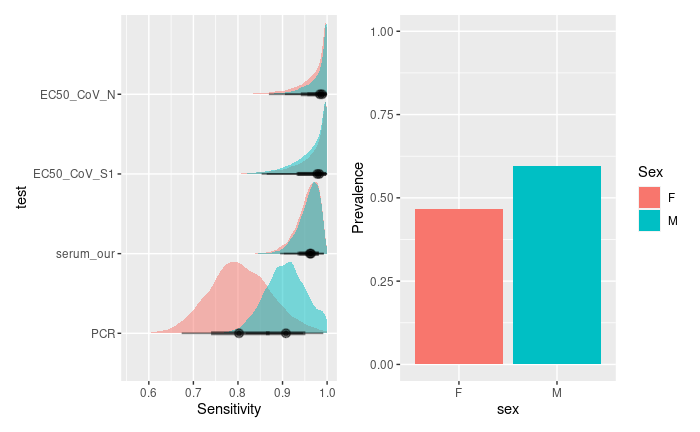 test
EC50_CoV_N
EC50_CoV_S1
serum_our
PCR
0.6 0.7 0.8 0.9 1.0
Sensitivity
Prevalence
1.00
0.75
0.50
0.25
0.00
F M
sex
Sex
F
M